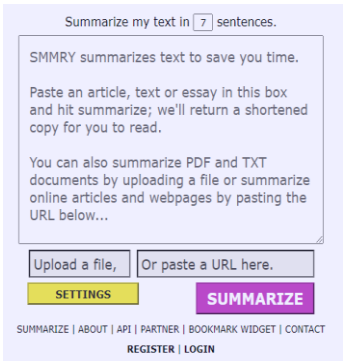 Summarize my text in 7 sentences.
SMMRY summarizes text to save you time.
Paste an article, text or essay in this box
and hit summarize; we'll return a shortened
copy for you to read.
You can also summarize PDF and TXT
documents by uploading a file or summarize
online articles and webpages by pasting the
URL below...
Upload a file, Or paste a URL here.
SETTINGS SUMMARIZE
SUMMARIZE | ABOUT | API | PARTNER | BOOKMARK WIDGET | CONTACT
REGISTER | LOGIN